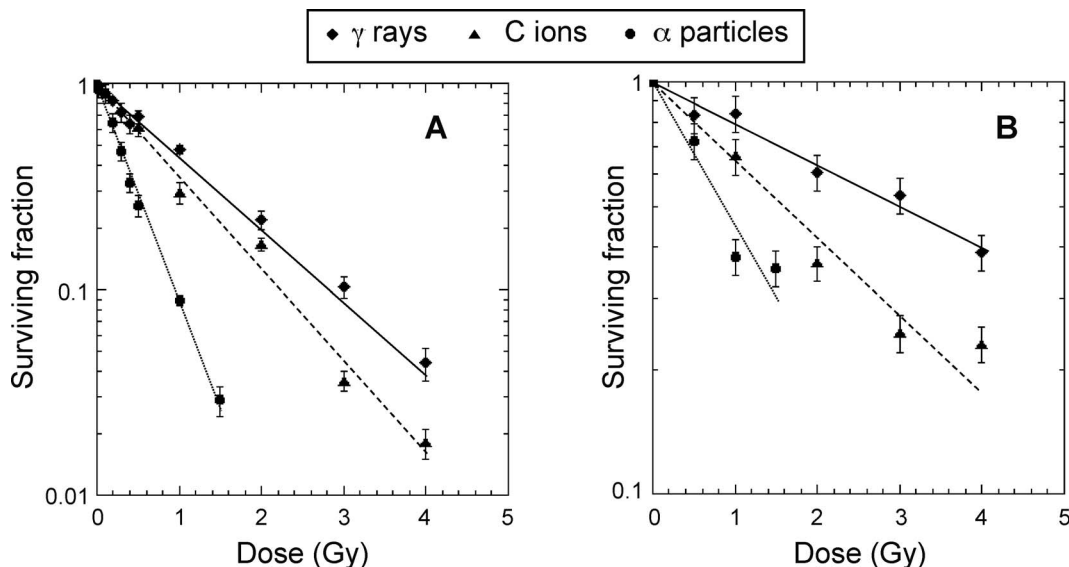 γ rays C ions α particles
A
Surviving fraction
1
0.1
0.01
0 1 2 3 4 5
Dose (Gy)
B
Surviving fraction
1
0.1
0 1 2 3 4 5
Dose (Gy)